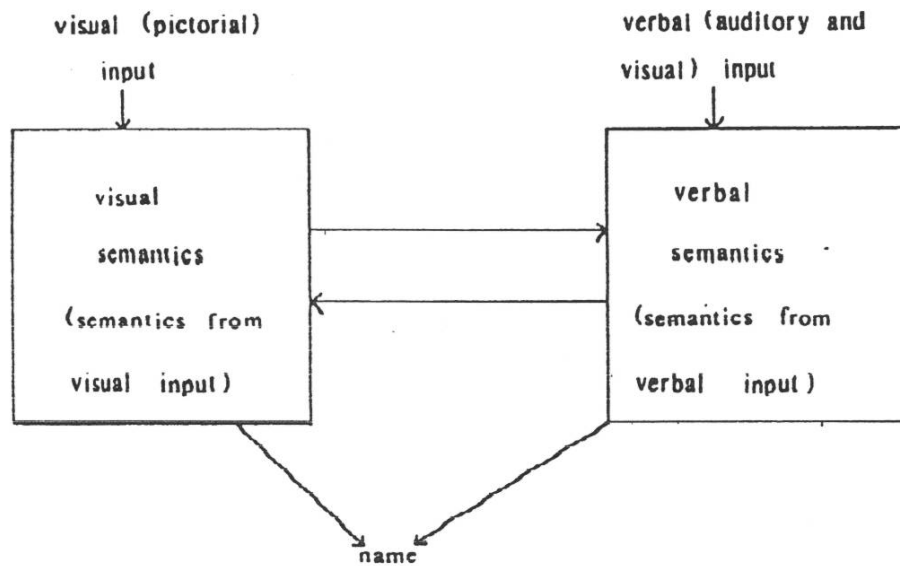 visual (pictorial)
input
verbal (auditory and
visual) input
visual
semantics
(semantics from
visual input)
verbal
semantics
(semantics from
verbal input)
name